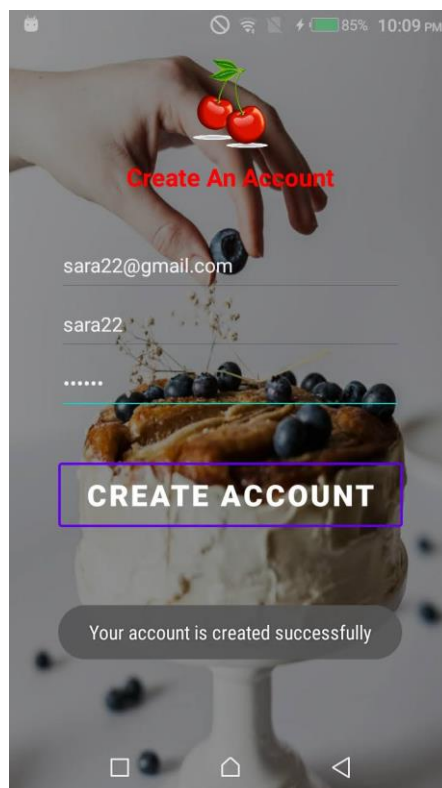 85% 10:09 PM
Create An Account
sara22@gmail.com
sara22
••••••
CREATE ACCOUNT
Your account is created successfully